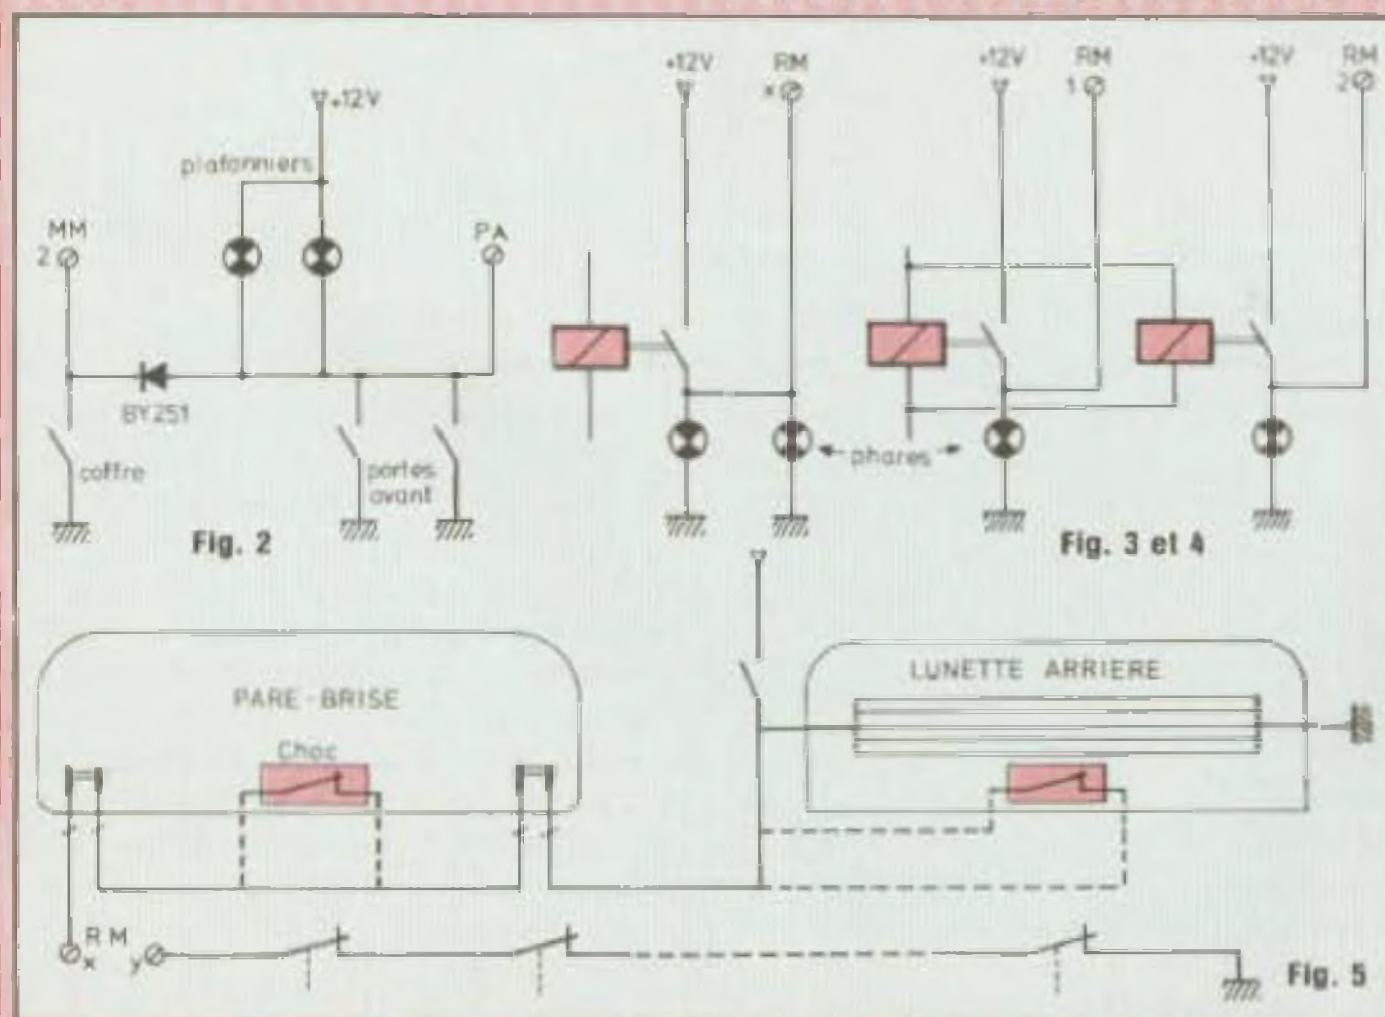 +12V
plafonniers
MM
2
PA
BY251
coffre
portes
avant
Fig. 2
+12V
RM
x
+12V
RM
1
+12V
RM
2
phares
Fig. 3 et 4
PARE-BRISE
Choc
LUNETTE ARRIERE
RM
x
y
Fig. 5